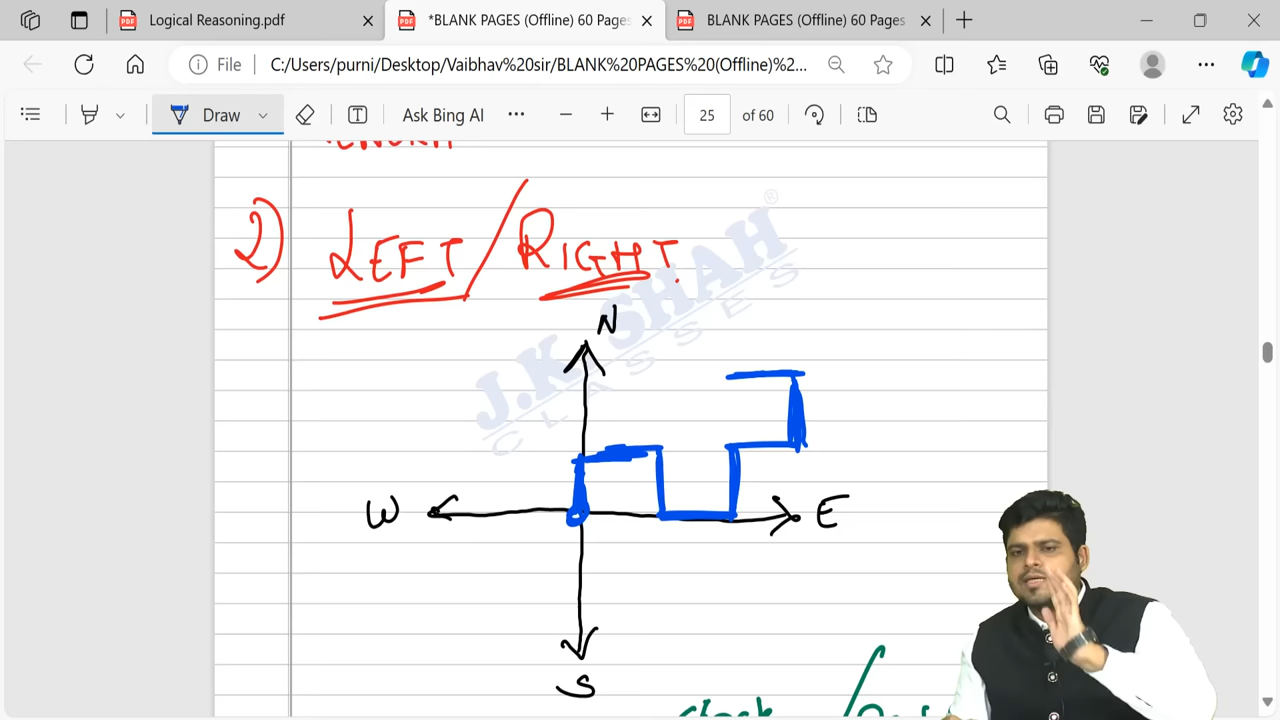 Logical Reasoning.pdf
*BLANK PAGES (Offline) 60 Pages
BLANK PAGES (Offline) 60 Pages
File
C:/Users/purni/Desktop/Vaibhav%20sir/BLANK%20PAGES%20(Offline)%2...
Draw
Ask Bing AI
25
of 60
2) LEFT / RIGHT.
J.K. SHAH®
CLASSES
N
W
E
S